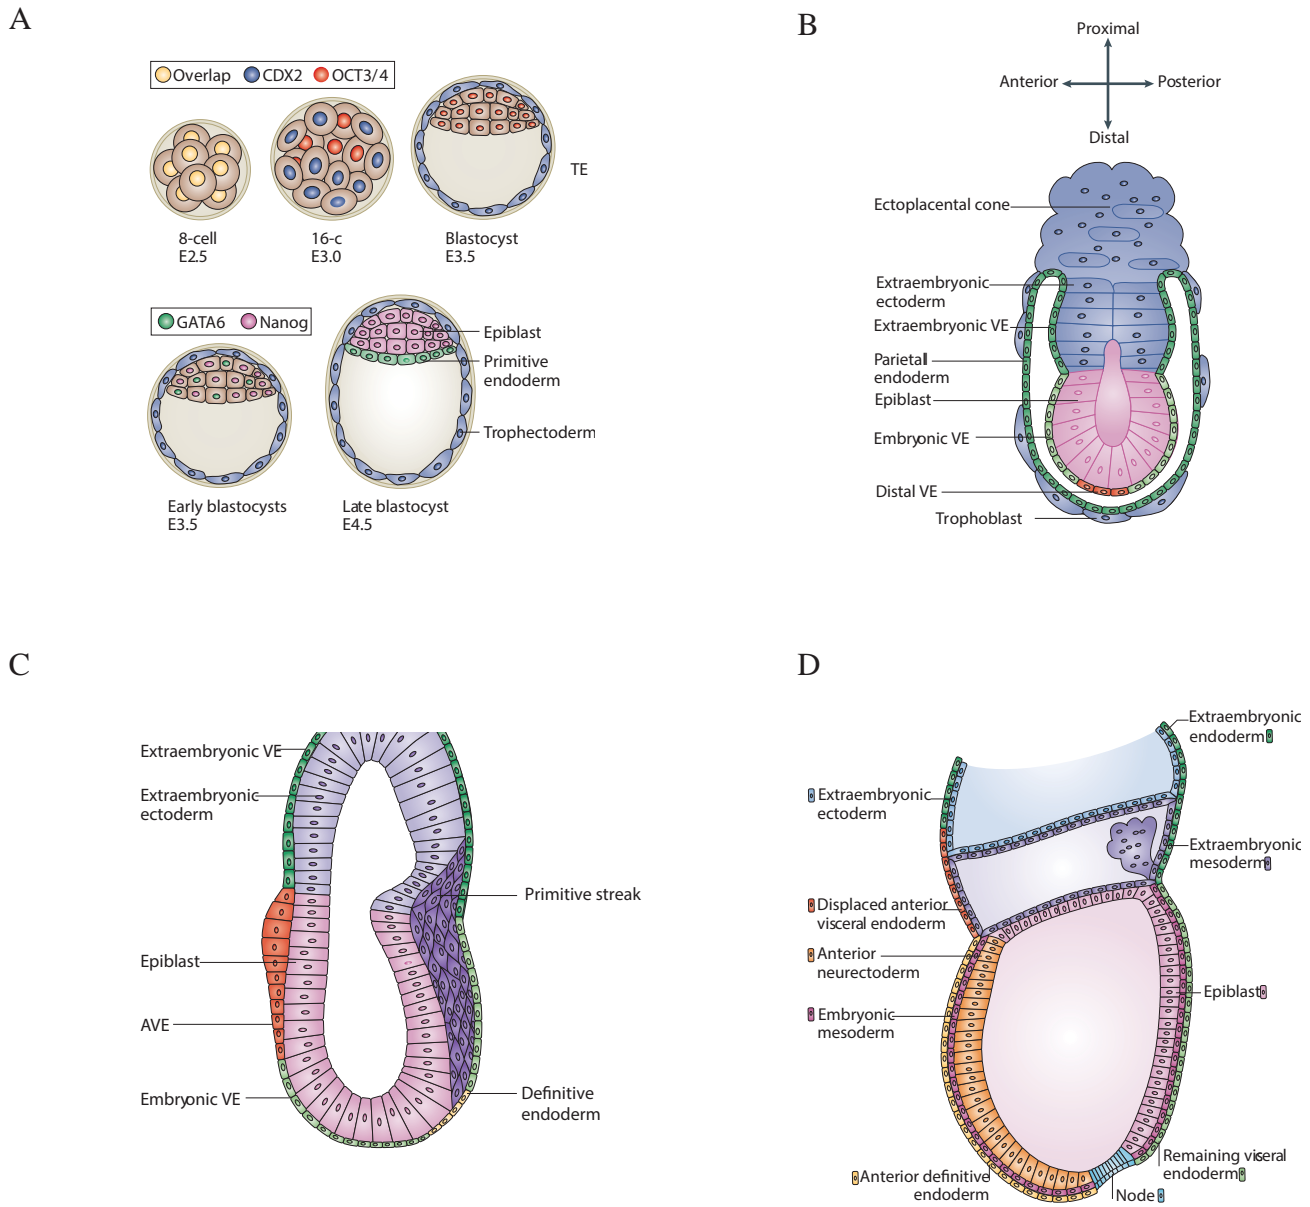 A
Overlap CDX2 OCT3/4
TE
8-cell
E2.5
16-c
E3.0
Blastocyst
E3.5
GATA6 Nanog
Epiblast
Primitive
endoderm
Trophectoderm
Early blastocysts
E3.5
Late blastocyst
E4.5
B
Proximal
Anterior
Posterior
Distal
Ectoplacental cone
Extraembryonic
ectoderm
Extraembryonic VE
Parietall
endoderm
Epiblast
Embryonic VE
Distal VE
Trophoblast
C
Extraembryonic VE
Extraembryonic
ectoderm
Primitive streak
Epiblast
AVE
Embryonic VE
Definitive
endoderm
D
Extraembryonic
endoderm
Extraembryonic
ectoderm
Extraembryonic
mesoderm
Displaced anterior
visceral endoderm
Anterior
neurectoderm
Epiblast
Embryonic
mesoderm
Remaining visceral
endoderm
Anterior definitive
endoderm
Node